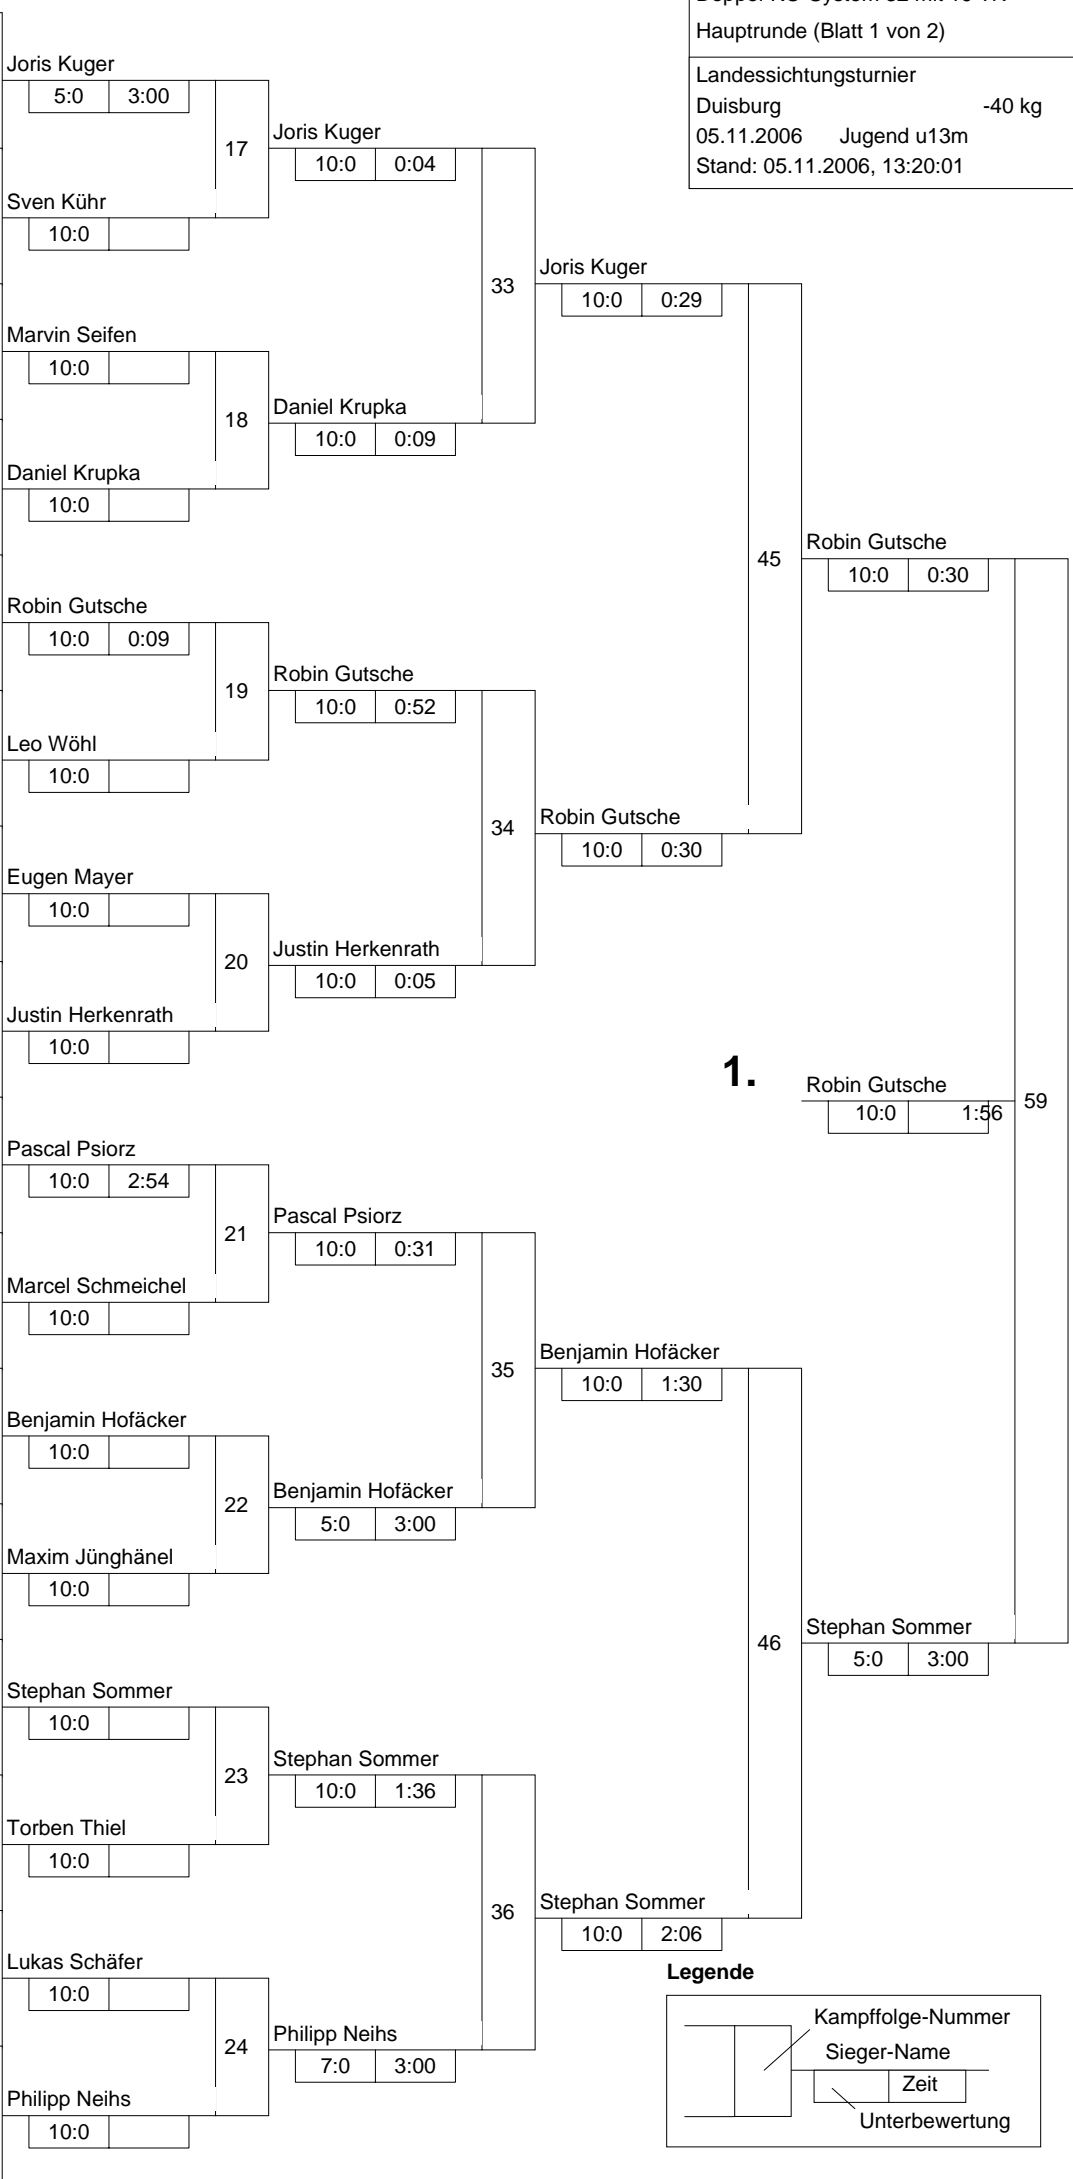 Hauptrunde (Blatt 1 von 2)
Landessichtungsturnier
Duisburg -40 kg
05.11.2006 Jugend u13m
Stand: 05.11.2006, 13:20:01
Joris Kuger
5:0 3:00
17
Joris Kuger
10:0 0:04
Sven Kühr
10:0
33
Joris Kuger
10:0 0:29
Marvin Seifen
10:0
18
Daniel Krupka
10:0 0:09
Daniel Krupka
10:0
45
Robin Gutsche
10:0 0:30
Robin Gutsche
10:0 0:09
19
Robin Gutsche
10:0 0:52
Leo Wöhl
10:0
34
Robin Gutsche
10:0 0:30
Eugen Mayer
10:0
20
Justin Herkenrath
10:0 0:05
Justin Herkenrath
10:0
1.
Robin Gutsche
10:0 1:56
59
Pascal Psiorz
10:0 2:54
21
Pascal Psiorz
10:0 0:31
Marcel Schmeichel
10:0
35
Benjamin Hofäcker
10:0 1:30
Benjamin Hofäcker
10:0
22
Benjamin Hofäcker
5:0 3:00
Maxim Jünghänel
10:0
46
Stephan Sommer
5:0 3:00
Stephan Sommer
10:0
23
Stephan Sommer
10:0 1:36
Torben Thiel
10:0
36
Stephan Sommer
10:0 2:06
Lukas Schäfer
10:0
24
Philipp Neihs
7:0 3:00
Philipp Neihs
10:0
Legende
Kampffolge-Nummer
Sieger-Name
Zeit
Unterbewertung